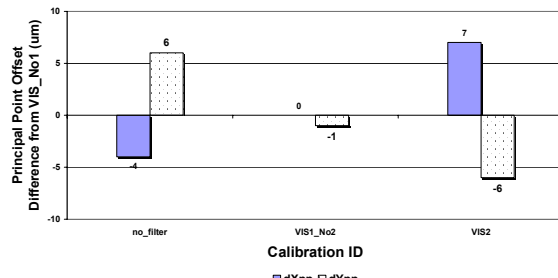 Principal Point Offset
Difference from VIS_No1 (um)
10
5
0
-5
-10
-4
6
0
-1
7
-6
no_filter
VIS1_No2
VIS2
Calibration ID